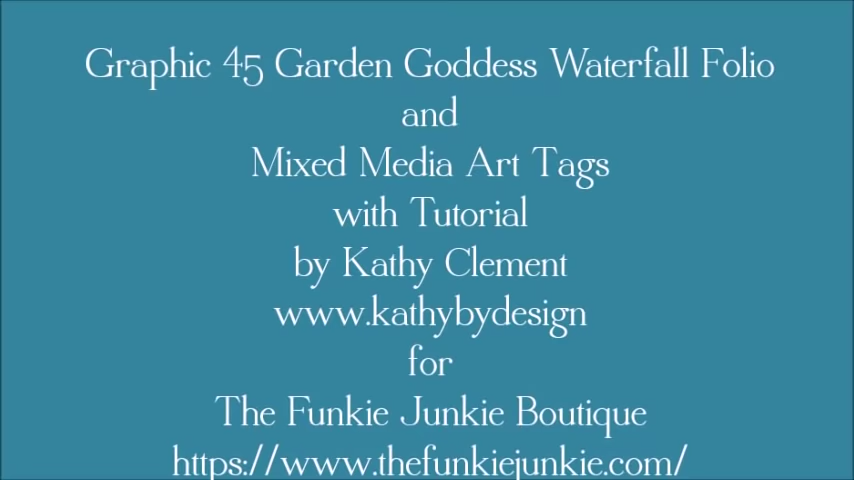 Graphic 45 Garden Goddess Waterfall Folio
and
Mixed Media Art Tags
with Tutorial
by Kathy Clement
www.kathybydesign
for
The Funkie Junkie Boutique
https://www.thefunkiejunkie.com/